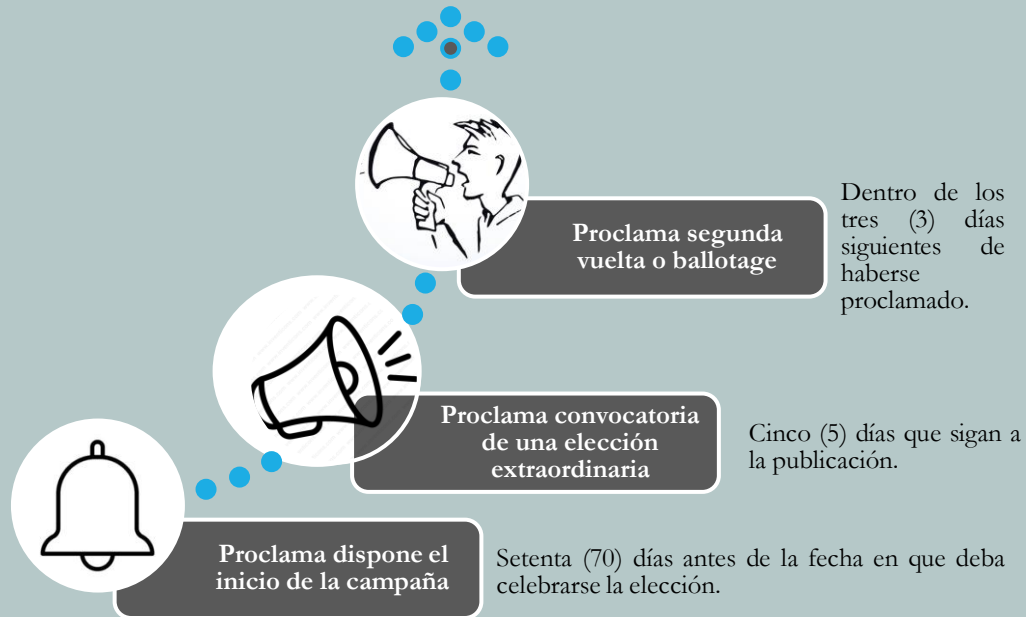 Proclama segunda
vuelta o ballotage
Dentro de los
tres (3) días
siguientes de
haberse
proclamado.
Proclama convocatoria
de una elección
extraordinaria
Cinco (5) días que sigan a
la publicación.
Proclama dispone el
inicio de la campaña
Setenta (70) días antes de la fecha en que deba
celebrarse la elección.